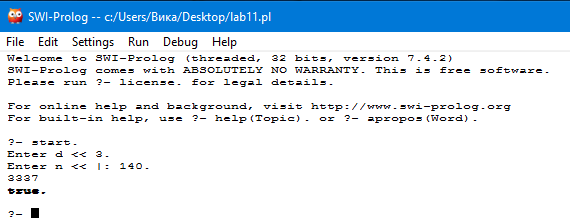 SWI-Prolog -- c:/Users/Вика/Desktop/lab11.pl
File Edit Settings Run Debug Help
Welcome to SWI-Prolog (threaded, 32 bits, version 7.4.2)
SWI-Prolog comes with ABSOLUTELY NO WARRANTY. This is free software.
Please run ?- license. for legal details.
For online help and background, visit http://www.swi-prolog.org
For built-in help, use ?- help(Topic). or ?- apropos(Word).
?- start.
Enter d << 3.
Enter n << |: 140.
3337
true.
?-